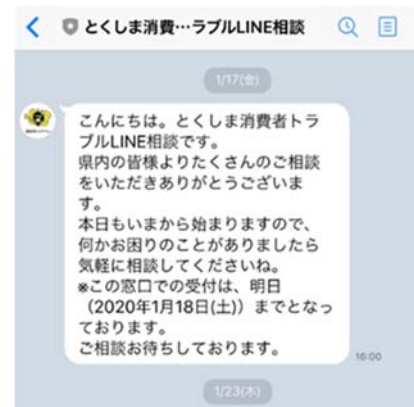 とくしま消費…ラブルLINE相談
1/17(金)
こんにちは。とくしま消費者トラ
ブルLINE相談です。
県内の皆様よりたくさんのご相談
をいただきありがとうございま
す。
本日もいまから始まりますので、
何かお困りのことがありましたら
気軽に相談してくださいね。
※この窓口での受付は、明日
（2020年1月18日(土)）までとなっ
ております。
ご相談お待ちしております。
16:00
1/23(木)